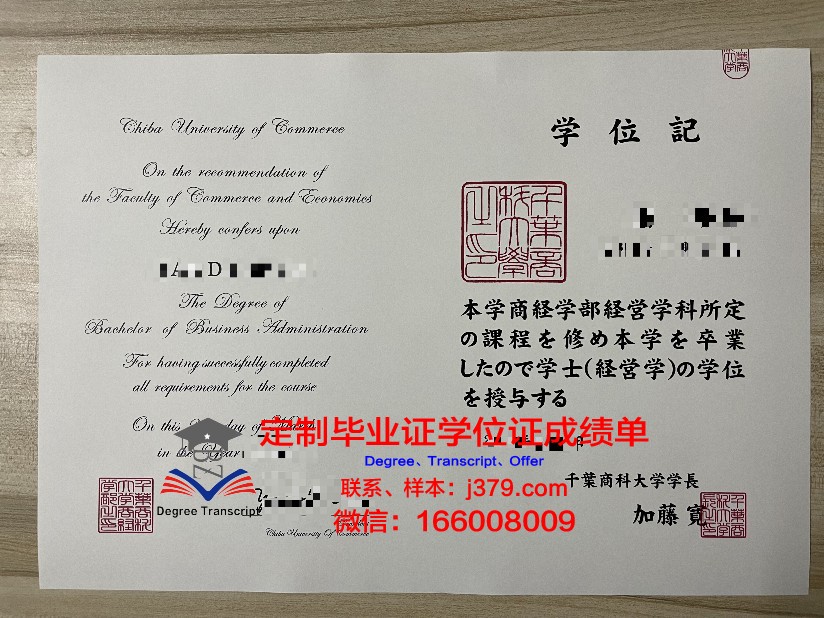 Chiba University of Commerce
On the recommendation of
the Faculty of Commerce and Economics
Hereby confers upon
D
The Degree of
Bachelor of Business Administration
For having successfully completed
all requirements for the course
On this day of
in the Year
Chiba University Of Commerce
学位記
本学商経学部経営学科所定
の課程を修め本学を卒業
したので学士(経営学)の学位
を授与する
千葉商科大学学長
加藤 寛
定制毕业证学位证成绩单
Degree、Transcript、Offer
联系、样本：j379.com
微信：166008009
Degree Transcript